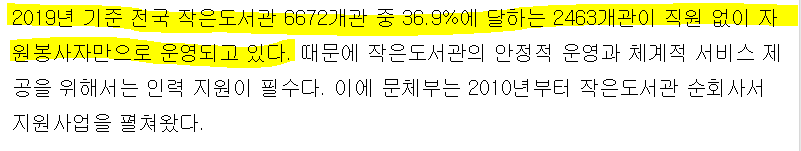 2019년 기준 전국 작은도서관 6672개관 중 36.9%에 달하는 2463개관이 직원 없이 자
원봉사자만으로 운영되고 있다. 때문에 작은도서관의 안정적 운영과 체계적 서비스 제
공을 위해서는 인력 지원이 필수다. 이에 문체부는 2010년부터 작은도서관 순회사서
지원사업을 펼쳐왔다.